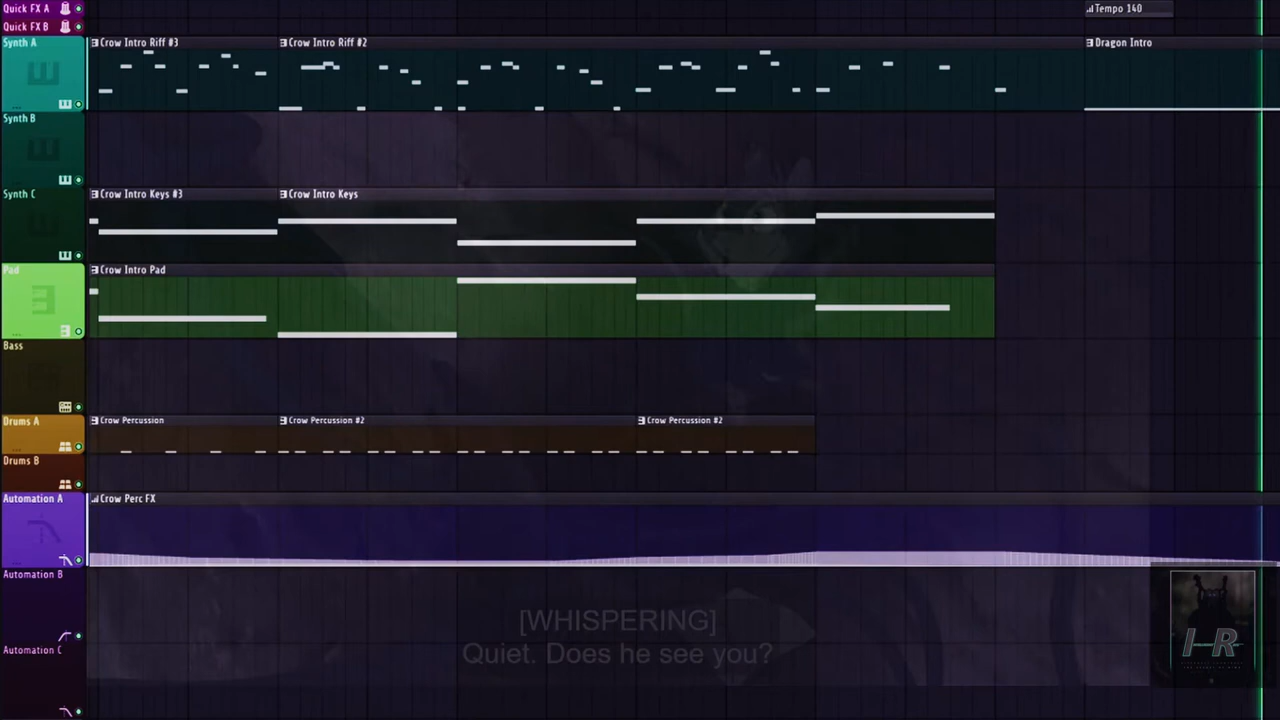 Quick FX A
Tempo 140
Quick FX B
Synth A
Crow Intro Riff #3
Crow Intro Riff #2
Dragon Intro
Synth B
Synth C
Crow Intro Keys #3
Crow Intro Keys
Pad
Crow Intro Pad
Bass
Drums A
Crow Percussion
Crow Percussion #2
Crow Percussion #2
Drums B
Automation A
Crow Perc FX
Automation B
[WHISPERING]
Quiet. Does he see you?
Automation C